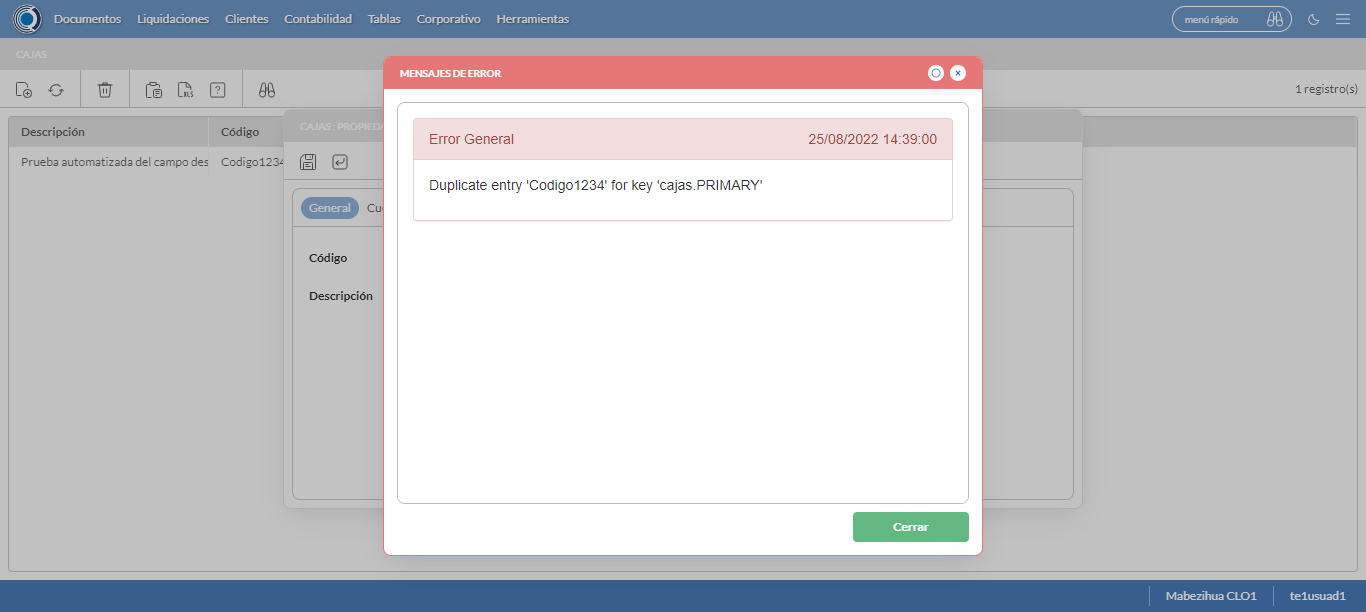 Documentos Liquidaciones Clientes Contabilidad Tablas Corporativo Herramientas menú rápido
CAJAS
MENSAJES DE ERROR
1 registro(s)
Descripción Código
CAJAS : PROPIEDA
Error General 25/08/2022 14:39:00
Prueba automatizada del campo des Codigo1234
Duplicate entry 'Codigo1234' for key 'cajas.PRIMARY'
General Cu
Código
Descripción
Cerrar
Mabezihua CLO1 te1usuad1